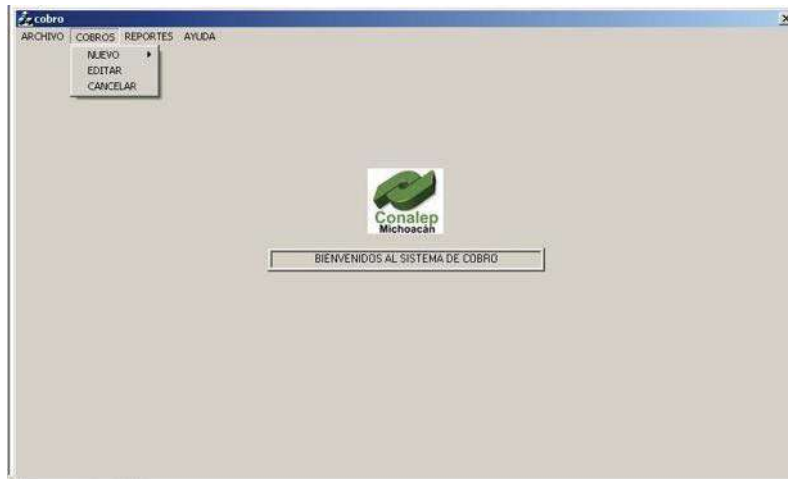 cobro
ARCHIVO COBROS REPORTES AYUDA
NUEVO
EDITAR
CANCELAR
Conalep
Michoacán
BIENVENIDOS AL SISTEMA DE COBRO